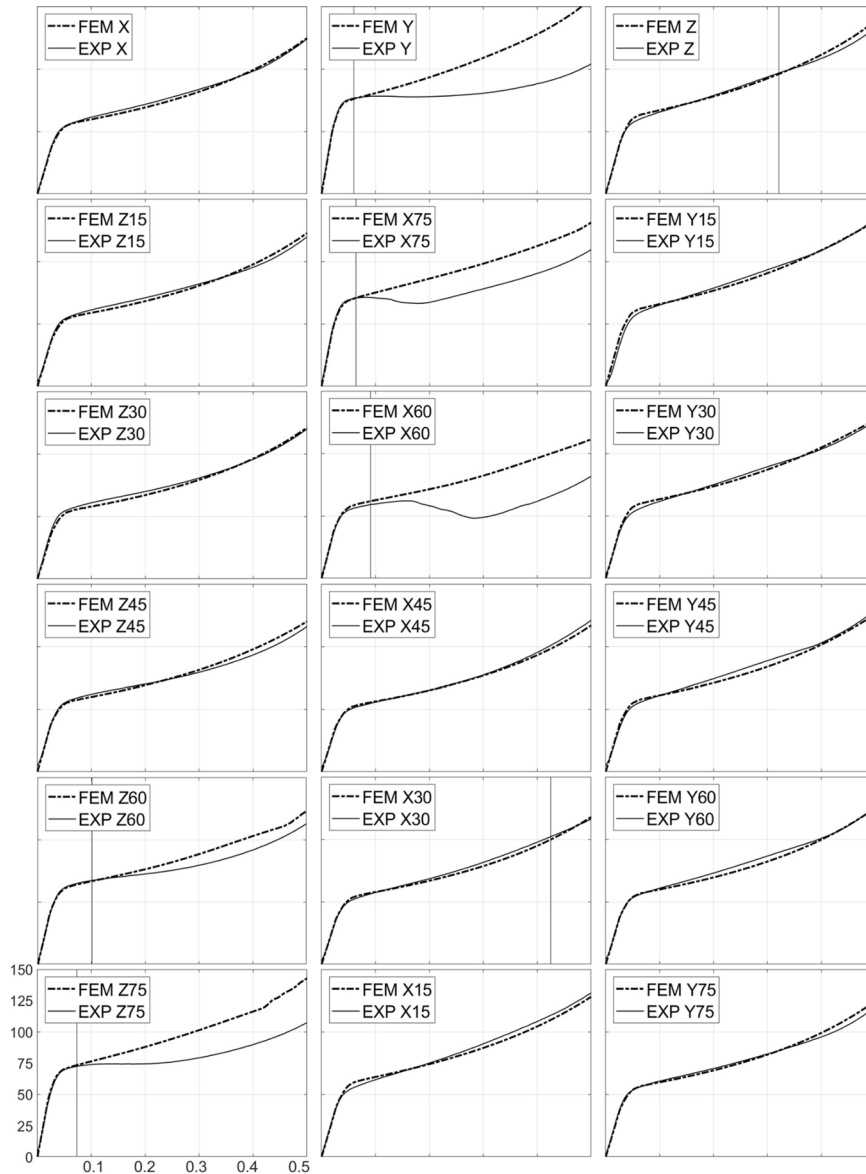 FEM X
EXP X
FEM Y
EXP Y
FEM Z
EXP Z
FEM Z15
EXP Z15
FEM X75
EXP X75
FEM Y15
EXP Y15
FEM Z30
EXP Z30
FEM X60
EXP X60
FEM Y30
EXP Y30
FEM Z45
EXP Z45
FEM X45
EXP X45
FEM Y45
EXP Y45
FEM Z60
EXP Z60
FEM X30
EXP X30
FEM Y60
EXP Y60
150
125
100
75
50
25
0
FEM Z75
EXP Z75
FEM X15
EXP X15
FEM Y75
EXP Y75
0.1 0.2 0.3 0.4 0.5